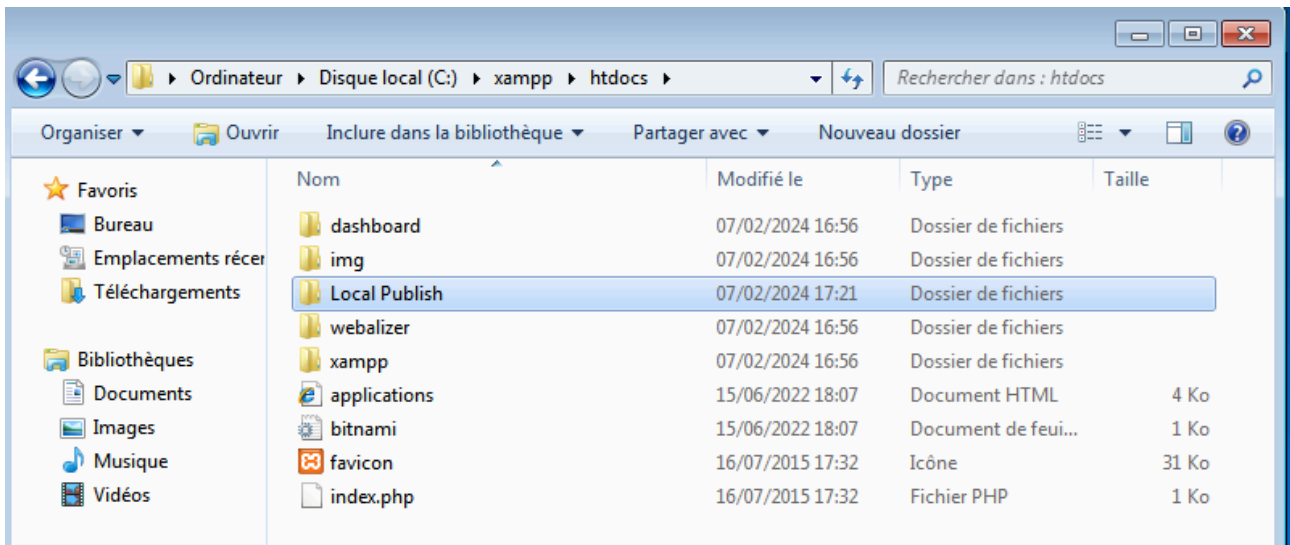 Ordinateur Disque local (C:) xampp htdocs Rechercher dans : htdocs
Organiser Ouvrir Inclure dans la bibliothèque Partager avec Nouveau dossier
Favoris
Bureau
Emplacements récer
Téléchargements
Bibliothèques
Documents
Images
Musique
Vidéos
Nom Modifié le Type Taille
dashboard 07/02/2024 16:56 Dossier de fichiers
img 07/02/2024 16:56 Dossier de fichiers
Local Publish 07/02/2024 17:21 Dossier de fichiers
webalizer 07/02/2024 16:56 Dossier de fichiers
xampp 07/02/2024 16:56 Dossier de fichiers
applications 15/06/2022 18:07 Document HTML 4 Ko
bitnami 15/06/2022 18:07 Document de feui... 1 Ko
favicon 16/07/2015 17:32 Icône 31 Ko
index.php 16/07/2015 17:32 Fichier PHP 1 Ko